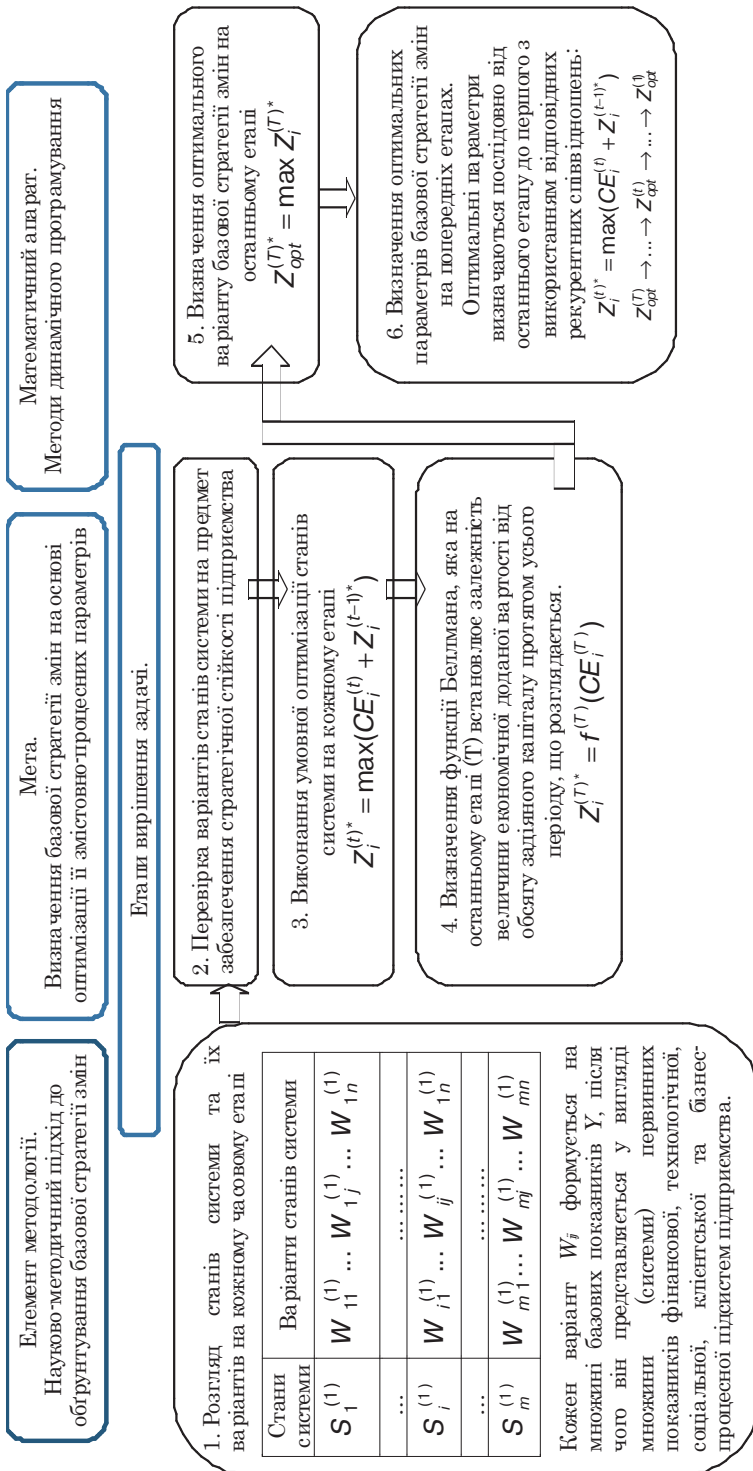 Елемент методології.
Науково-методичний підхід до
обґрунтування базової стратегії змін
Мета.
Визначення базової стратегії змін на основі
оптимізації її змістовно-процесних параметрів
Математичний апарат.
Методи динамічного програмування
Етапи вирішення задачі.
1. Розгляд станів системи та їх
варіантів на кожному часовому етапі
Стани системи | Варіанти станів системи
S₁⁽¹⁾ | W₁₁⁽¹⁾ ... W₁ⱼ⁽¹⁾ ... W₁ₙ⁽¹⁾
... | .........
Sᵢ⁽¹⁾ | Wᵢ₁⁽¹⁾ ... Wᵢⱼ⁽¹⁾ ... W₁ₙ⁽¹⁾
... | .........
Sₘ⁽¹⁾ | Wₘ₁⁽¹⁾ ... Wₘⱼ⁽¹⁾ ... Wₘₙ⁽¹⁾
Кожен варіант Wᵢⱼ формується на
множині базових показників Y, після
чого він представляється у вигляді
множини (системи) первинних
показників фінансової, технологічної,
соціальної, клієнтської та бізнес-
процесної підсистем підприємства.
2. Перевірка варіантів станів системи на предмет
забезпечення стратегічної стійкості підприємства
3. Виконання умовної оптимізації станів
системи на кожному етапі
Zᵢ⁽ᵗ⁾* = max(CEᵢ⁽ᵗ⁾ + Zᵢ⁽ᵗ⁻¹⁾*)
4. Визначення функції Беллмана, яка на
останньому етапі (Т) встановлює залежність
величини економічної доданої вартості від
обсягу задіяного капіталу протягом усього
періоду, що розглядається.
Zᵢ⁽ᵀ⁾* = f⁽ᵀ⁾(CEᵢ⁽ᵀ⁾)
5. Визначення оптимального
варіанту базової стратегії змін на
останньому етапі
Z_opt⁽ᵀ⁾* = max Zᵢ⁽ᵀ⁾*
6. Визначення оптимальних
параметрів базової стратегії змін
на попередніх етапах.
Оптимальні параметри
визначаються послідовно від
останнього етапу до першого з
використанням відповідних
рекурентних співвідношень:
Zᵢ⁽ᵗ⁾* = max(CEᵢ⁽ᵗ⁾ + Zᵢ⁽ᵗ⁻¹⁾*)
Z_opt⁽ᵀ⁾ → ... → Z_opt⁽ᵗ⁾ → ... → Z_opt⁽¹⁾